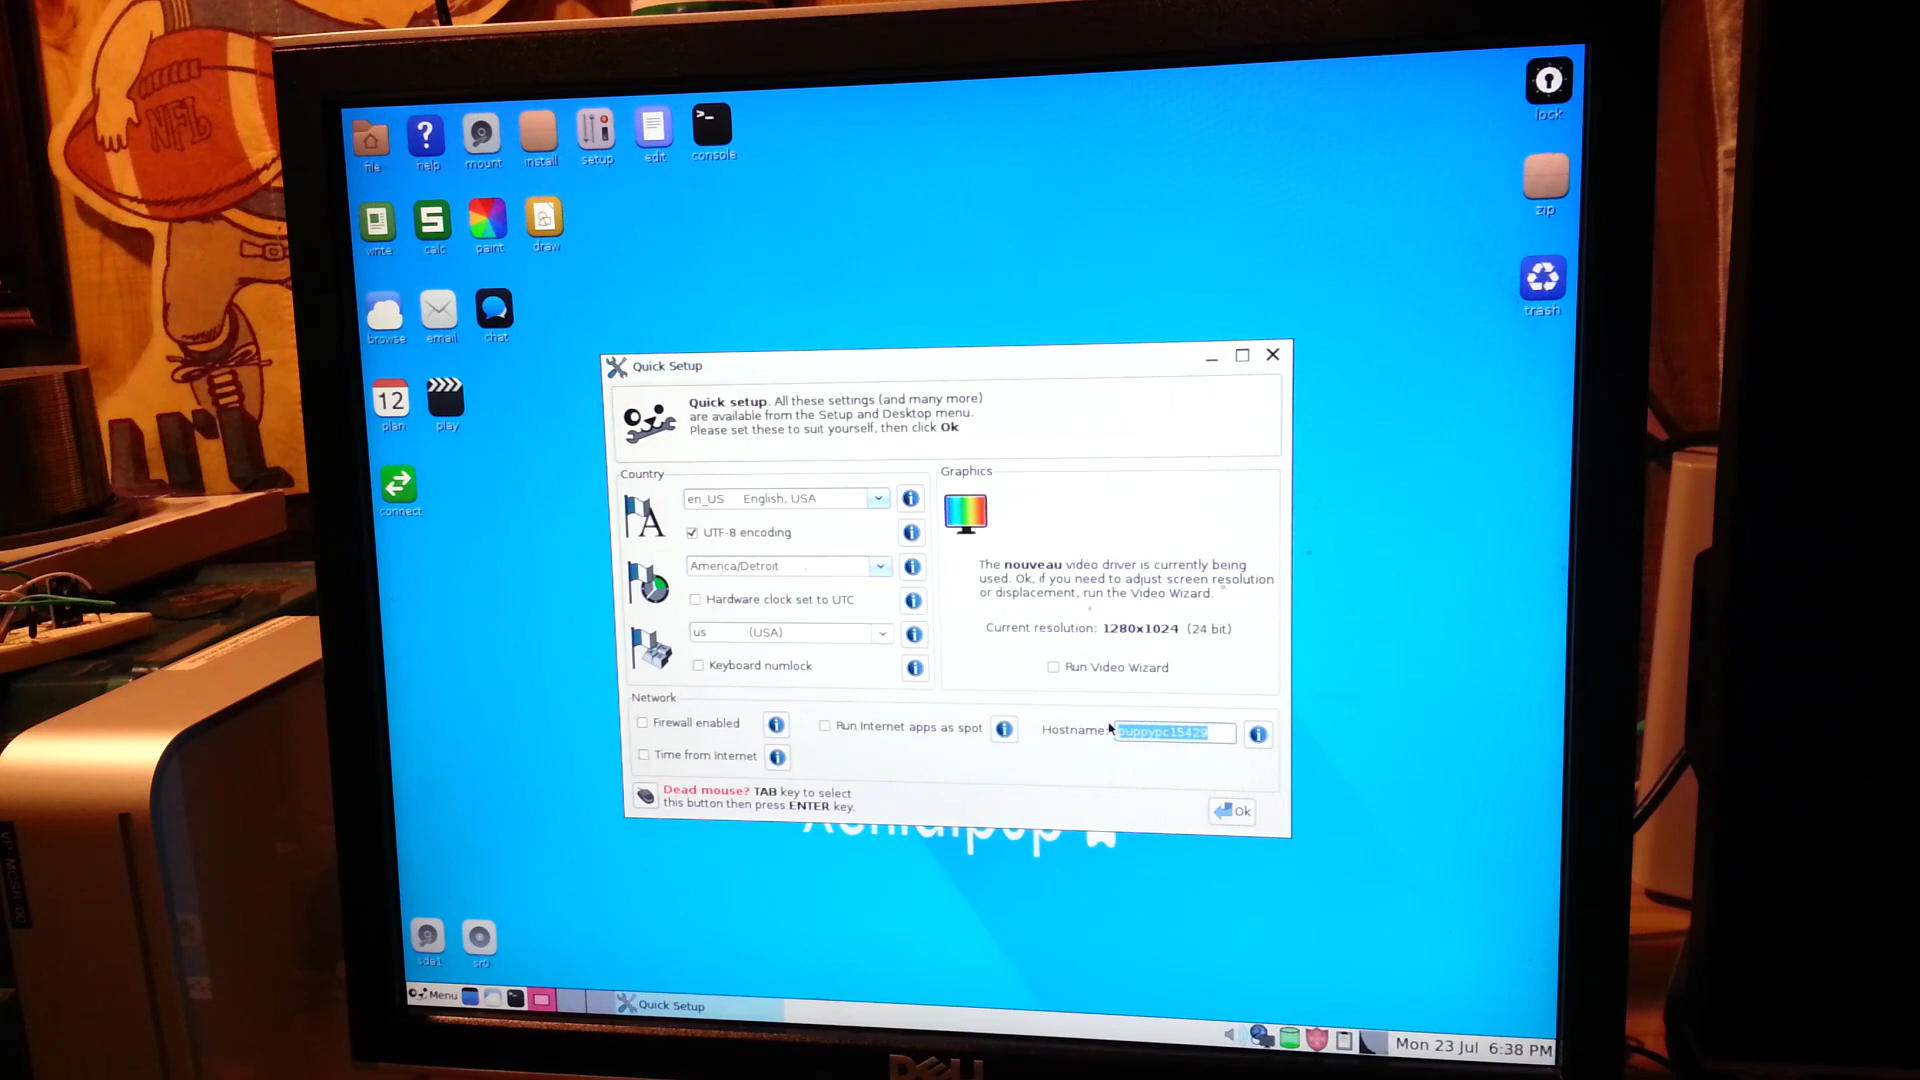 NFL
file
help
mount
install
setup
edit
console
lock
write
calc
paint
draw
zip
browse
email
chat
trash
12
plan
play
connect
Quick Setup
Quick setup. All these settings (and many more)
are available from the Setup and Desktop menu.
Please set these to suit yourself, then click Ok
Country
en_US English, USA
UTF-8 encoding
America/Detroit
Hardware clock set to UTC
us (USA)
Keyboard numlock
Graphics
The nouveau video driver is currently being
used. Ok, if you need to adjust screen resolution
or displacement, run the Video Wizard.
Current resolution: 1280x1024 (24 bit)
Run Video Wizard
Network
Firewall enabled
Run Internet apps as spot
Hostname:
puppypc15429
Time from Internet
Dead mouse? TAB key to select
this button then press ENTER key.
Ok
sda1
sr0
Menu
Quick Setup
Mon 23 Jul 6:38 PM
DELL